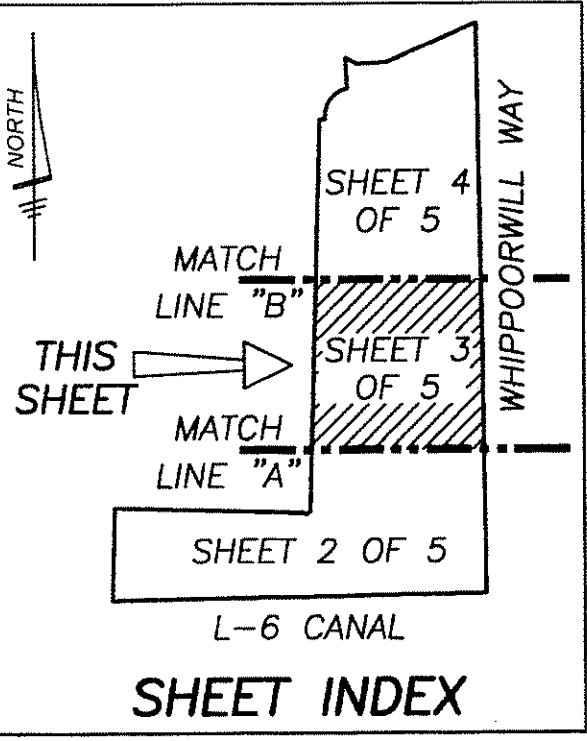 NORTH
SHEET 4
OF 5
WHIPPOORWILL WAY
MATCH
LINE "B"
THIS
SHEET
SHEET 3
OF 5
MATCH
LINE "A"
SHEET 2 OF 5
L-6 CANAL
SHEET INDEX